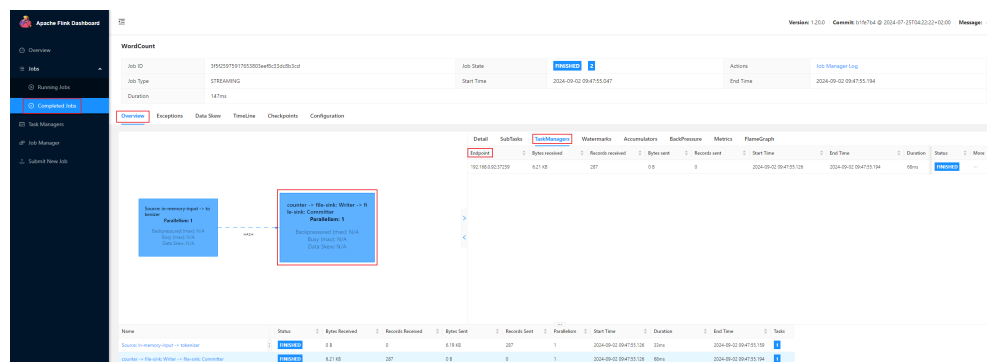 Apache Flink Dashboard
Version: 1.20.0 Commit: b1fe7b4 @ 2024-07-25T04:22:22+02:00 Message:
Overview
Jobs
Running Jobs
Completed Jobs
Task Managers
Job Manager
Submit New Job
WordCount
Job ID
Job State FINISHED 2 Actions Job Manager Log
Job Type STREAMING Start Time 2024-09-02 09:47:55.047 End Time 2024-09-02 09:47:55.194
Duration 147ms
Overview Exceptions Data Skew TimeLine Checkpoints Configuration
Detail SubTasks TaskManagers Watermarks Accumulators BackPressure Metrics FlameGraph
Endpoint Bytes received Records received Bytes sent Records sent Start Time End Time Duration Status More
192.168.0.92:37259 6.21 KB 287 0 B 0 2024-09-02 09:47:55.126 2024-09-02 09:47:55.194 68ms FINISHED
Source: in-memory-input -> to
kenizer
Parallelism: 1
Backpressured (max): N/A
Busy (max): N/A
Data Skew: N/A
HASH
counter -> file-sink: Writer -> fi
le-sink: Committer
Parallelism: 1
Backpressured (max): N/A
Busy (max): N/A
Data Skew: N/A
Name Status Bytes Received Records Received Bytes Sent Records Sent Parallelism Start Time Duration End Time Tasks
Source: in-memory-input -> tokenizer FINISHED 0 B 0 6.19 KB 287 1 2024-09-02 09:47:55.126 33ms 2024-09-02 09:47:55.159 1
counter -> file-sink: Writer -> file-sink: Committer FINISHED 6.21 KB 287 0 B 0 1 2024-09-02 09:47:55.126 68ms 2024-09-02 09:47:55.194 1